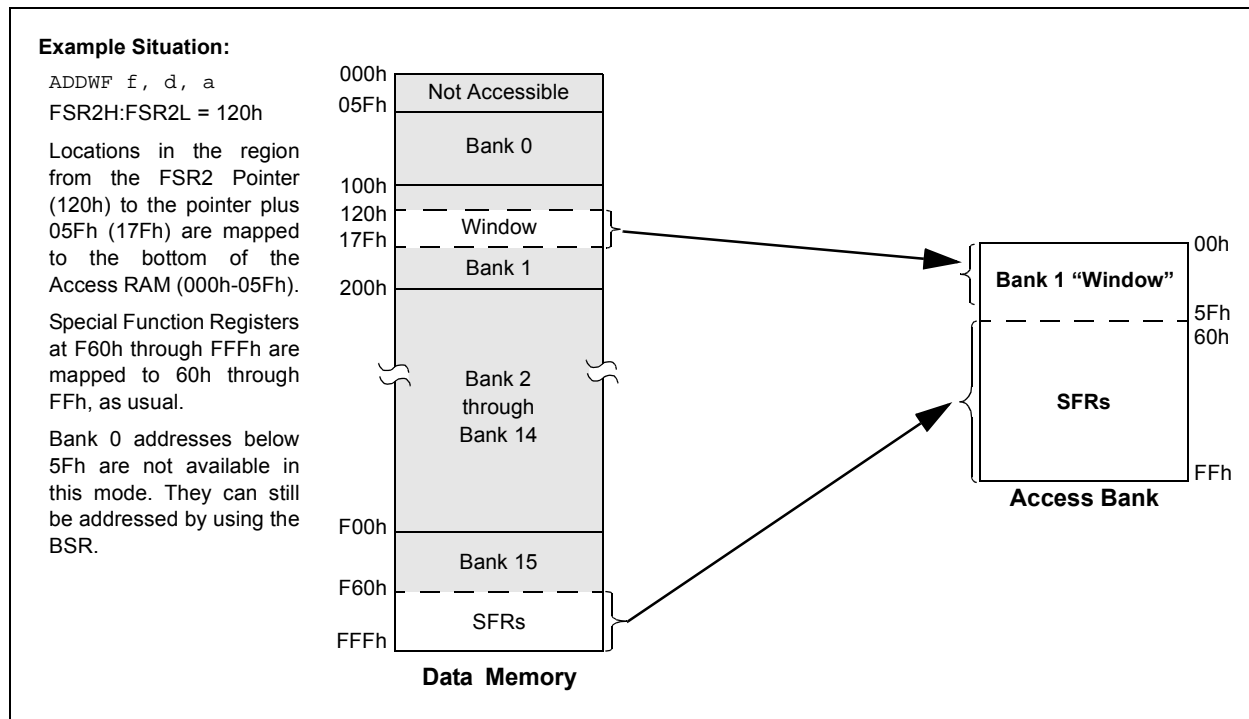 Example Situation:
ADDWF f, d, a
FSR2H:FSR2L = 120h
Locations in the region
from the FSR2 Pointer
(120h) to the pointer plus
05Fh (17Fh) are mapped
to the bottom of the
Access RAM (000h-05Fh).
Special Function Registers
at F60h through FFFh are
mapped to 60h through
FFh, as usual.
Bank 0 addresses below
5Fh are not available in
this mode. They can still
be addressed by using the
BSR.
000h
Not Accessible
05Fh
Bank 0
100h
120h
Window
17Fh
Bank 1
200h
Bank 2
through
Bank 14
F00h
Bank 15
F60h
SFRs
FFFh
Data Memory
00h
Bank 1 “Window”
5Fh
60h
SFRs
FFh
Access Bank